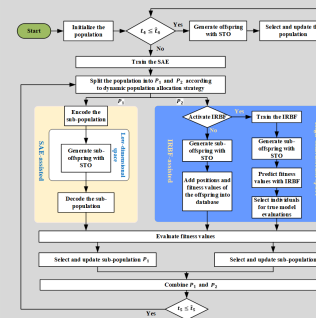 Start
Initialize the
population
t₄ ≤ t̂₄
Yes
Generate offspring
with STO
Select and update the
population
No
Train the SAE
Split the population into P₁ and P₂ according
to dynamic population allocation strategy
P₁
P₂
SAE-assisted
Encode the
sub-population
Generate sub-
offspring with
STO
Low-dimensional
space
Decode the sub-
population
IRBF assisted
Activate IRBF
Yes
No
Generate sub-
offspring with
STO
Add positions and
fitness values of
the offspring into
database
Train the IRBF
Generate sub-
offspring with
STO
Predict fitness
values with IRBF
Select individuals
for true model
evaluations
Evaluate fitness values
Select and update sub-population P₁
Select and update sub-population
Combine P₁ and P₂
Yes